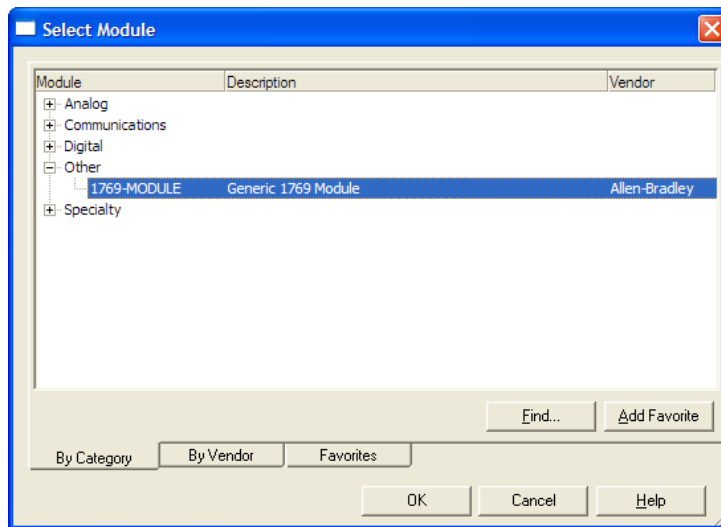 Select Module
Module Description Vendor
Analog
Communications
Digital
Other
1769-MODULE Generic 1769 Module Allen-Bradley
Specialty
Find... Add Favorite
By Category By Vendor Favorites
OK Cancel Help